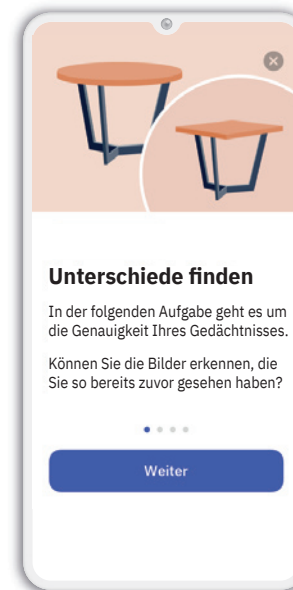 Unterschiede finden
In der folgenden Aufgabe geht es um
die Genauigkeit Ihres Gedächtnisses.
Können Sie die Bilder erkennen, die
Sie so bereits zuvor gesehen haben?
Weiter